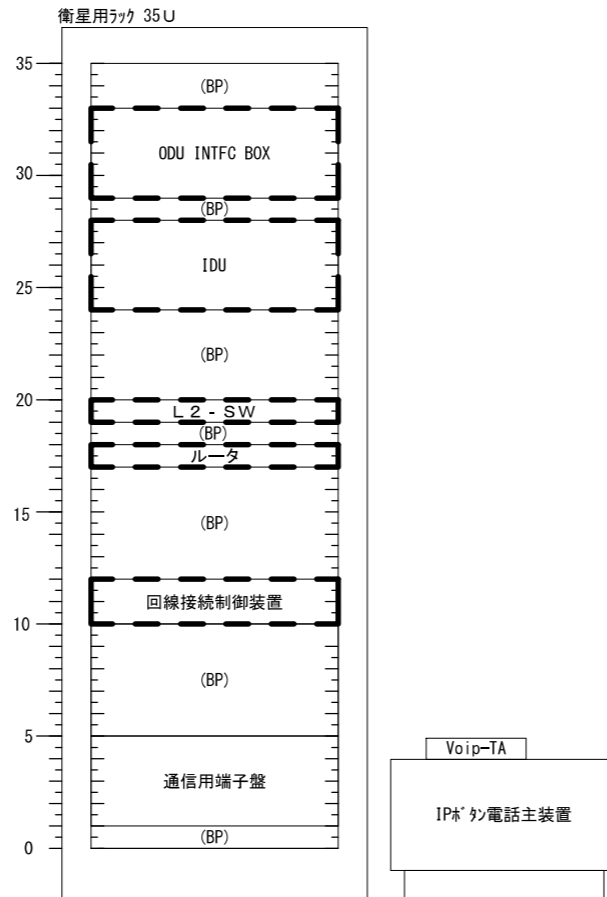 衛星用ﾗｯｸ 35U
35
(BP)
ODU INTFC BOX
30
(BP)
IDU
25
(BP)
20
L2-SW
(BP)
ルータ
15
(BP)
回線接続制御装置
10
(BP)
5
Voip-TA
通信用端子盤
IPﾎﾞﾀﾝ電話主装置
(BP)
0